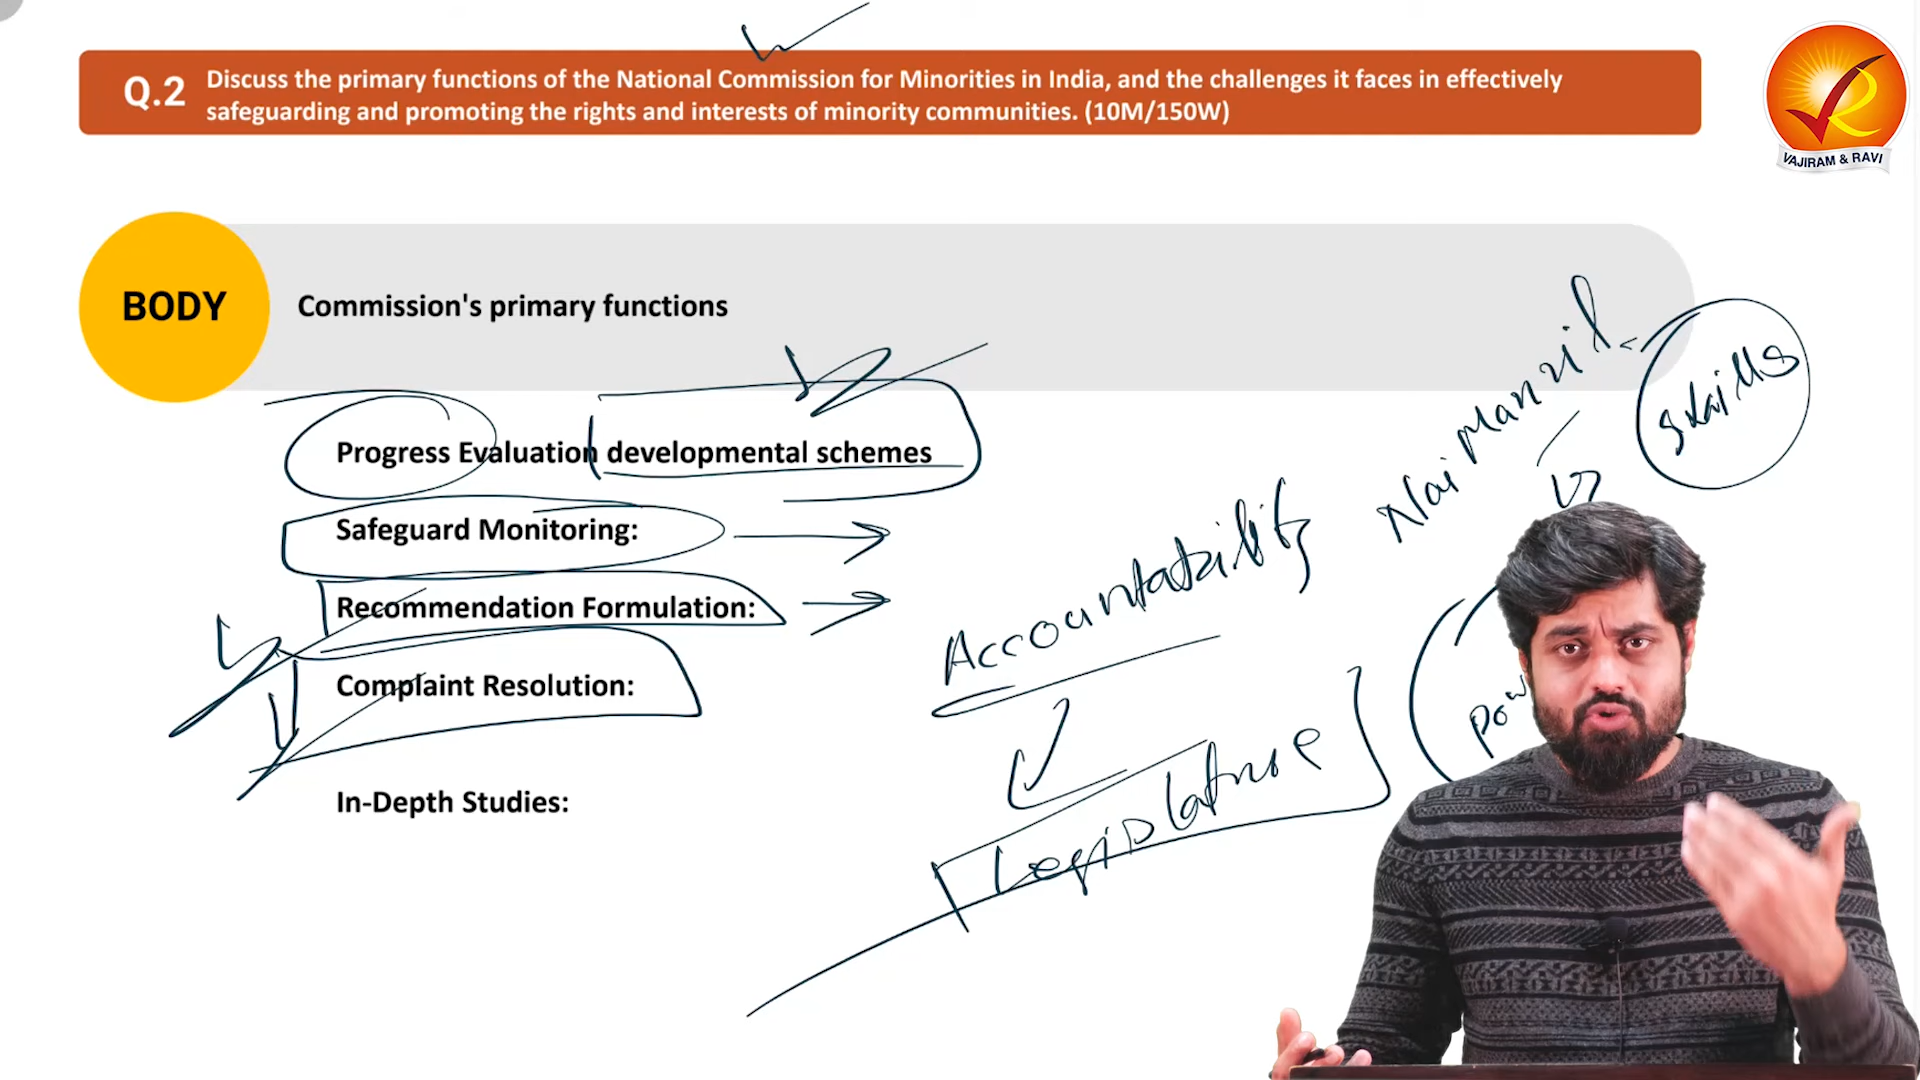 Q.2 Discuss the primary functions of the National Commission for Minorities in India, and the challenges it faces in effectively
safeguarding and promoting the rights and interests of minority communities. (10M/150W)
VAJIRAM & RAVI
BODY
Commission's primary functions
Progress Evaluation developmental schemes
Safeguard Monitoring:
Recommendation Formulation:
Complaint Resolution:
In-Depth Studies:
Nai Manzil
skills
Accountability
Legislature